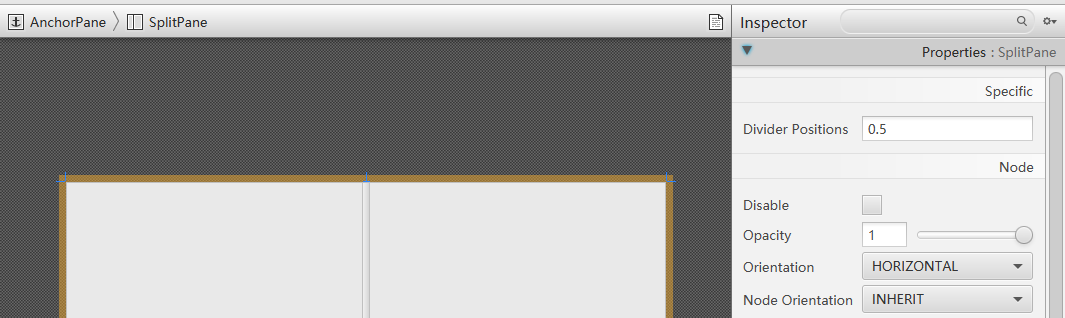 AnchorPane SplitPane
Inspector
Properties : SplitPane
Specific
Divider Positions 0.5
Node
Disable
Opacity 1
Orientation HORIZONTAL
Node Orientation INHERIT